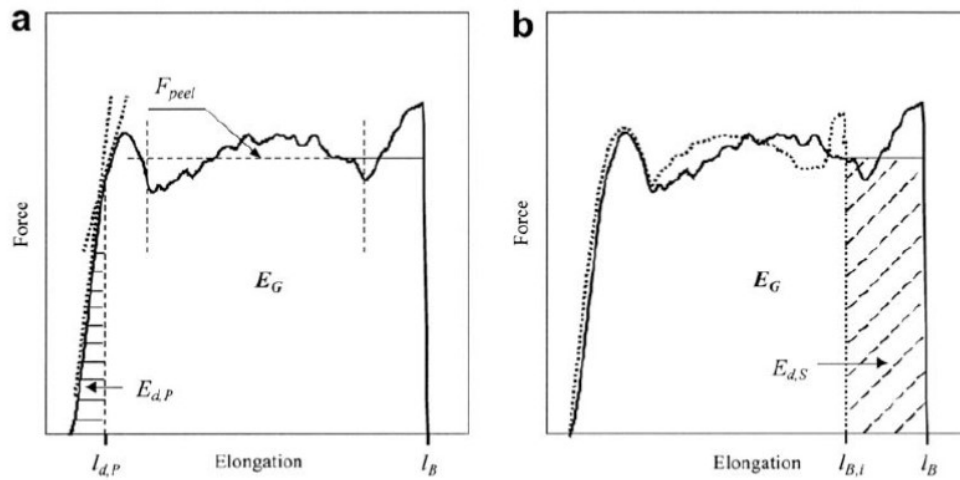 a
F_peel
Force
E_G
E_d,P
l_d,P
Elongation
l_B
b
Force
E_G
E_d,S
Elongation
l_B,i
l_B